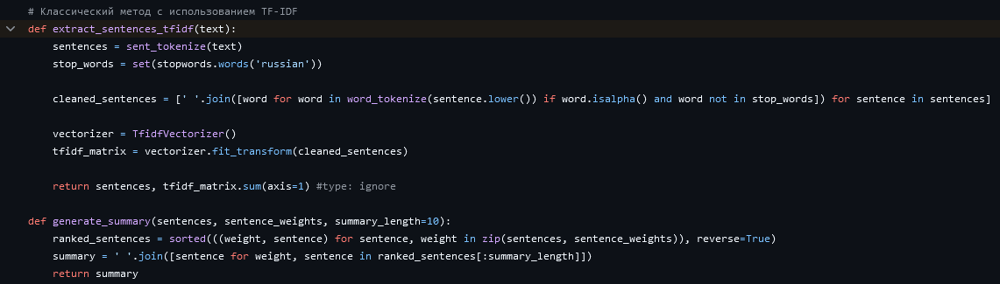 # Классический метод с использованием TF-IDF
def extract_sentences_tfidf(text):
    sentences = sent_tokenize(text)
    stop_words = set(stopwords.words('russian'))

    cleaned_sentences = [' '.join([word for word in word_tokenize(sentence.lower()) if word.isalpha() and word not in stop_words]) for sentence in sentences]

    vectorizer = TfidfVectorizer()
    tfidf_matrix = vectorizer.fit_transform(cleaned_sentences)

    return sentences, tfidf_matrix.sum(axis=1) #type: ignore

def generate_summary(sentences, sentence_weights, summary_length=10):
    ranked_sentences = sorted(((weight, sentence) for sentence, weight in zip(sentences, sentence_weights)), reverse=True)
    summary = ' '.join([sentence for weight, sentence in ranked_sentences[:summary_length]])
    return summary